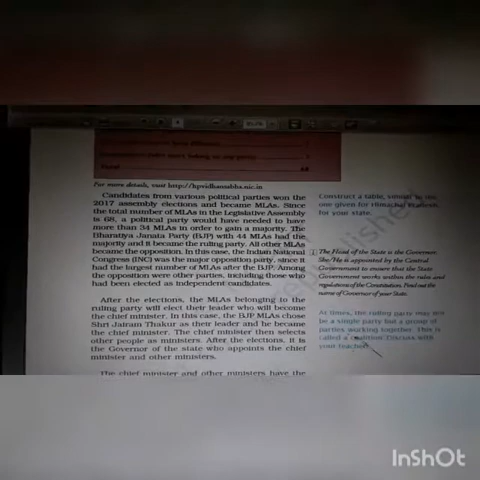 For more details, visit http://hpvidhansabha.nic.in
Candidates from various political parties won the
2017 assembly elections and became MLAs. Since
the total number of MLAs in the Legislative Assembly
is 68, a political party would have needed to have
more than 34 MLAs in order to gain a majority. The
Bharatiya Janata Party (BJP) with 44 MLAs had the
majority and it became the ruling party. All other MLAs
became the opposition. In this case, the Indian National
Congress (INC) was the major opposition party, since it
had the largest number of MLAs after the BJP. Among
the opposition were other parties, including those who
had been elected as independent candidates.
After the elections, the MLAs belonging to the
ruling party will elect their leader who will become
the chief minister. In this case, the BJP MLAs chose
Shri Jairam Thakur as their leader and he became
the chief minister. The chief minister then selects
other people as ministers. After the elections, it is
the Governor of the state who appoints the chief
minister and other ministers.
The chief minister and other ministers have the
Construct a table, similar to the
one given for Himachal Pradesh
for your state.
The Head of the State is the Governor.
She/He is appointed by the Central
Government to ensure that the State
Government works within the rules and
regulations of the Constitution. Find out the
name of Governor of your State.
At times, the ruling party may not
be a single party but a group of
parties working together. This is
called a coalition. Discuss with
your teacher.
InShOt